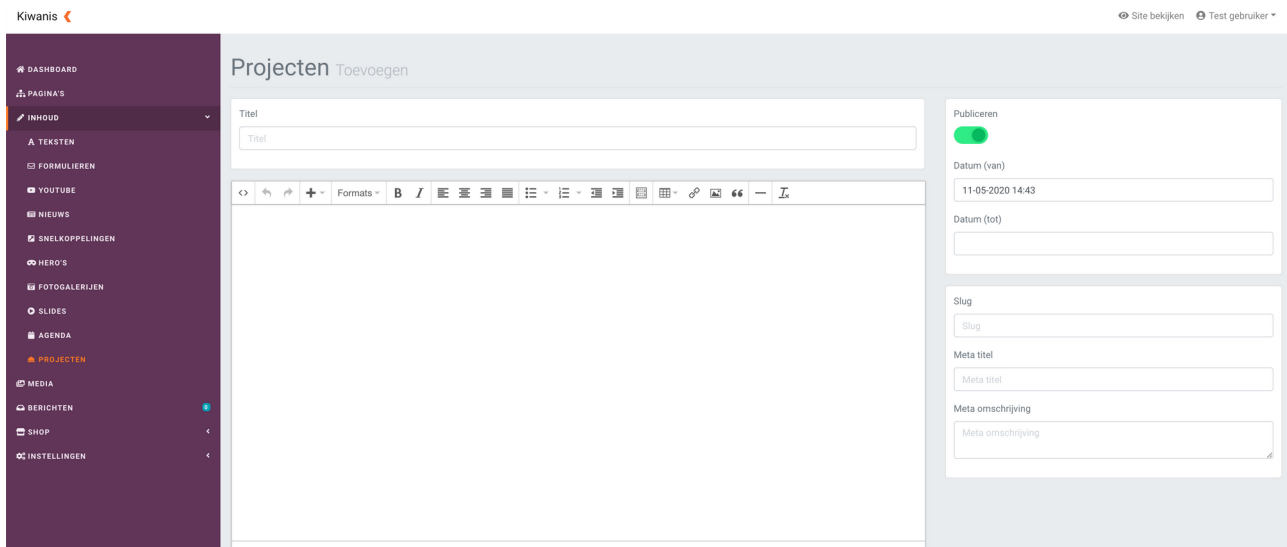 Kiwanis
Site bekijken
Test gebruiker
DASHBOARD
PAGINA'S
INHOUD
TEKSTEN
FORMULIEREN
YOUTUBE
NIEUWS
SNELKOPPELINGEN
HERO'S
FOTOGALERIJEN
SLIDES
AGENDA
PROJECTEN
MEDIA
BERICHTEN 0
SHOP
INSTELLINGEN
Projecten Toevoegen
Titel
Titel
Formats
B I
Publiceren
Datum (van)
11-05-2020 14:43
Datum (tot)
Slug
Slug
Meta titel
Meta titel
Meta omschrijving
Meta omschrijving